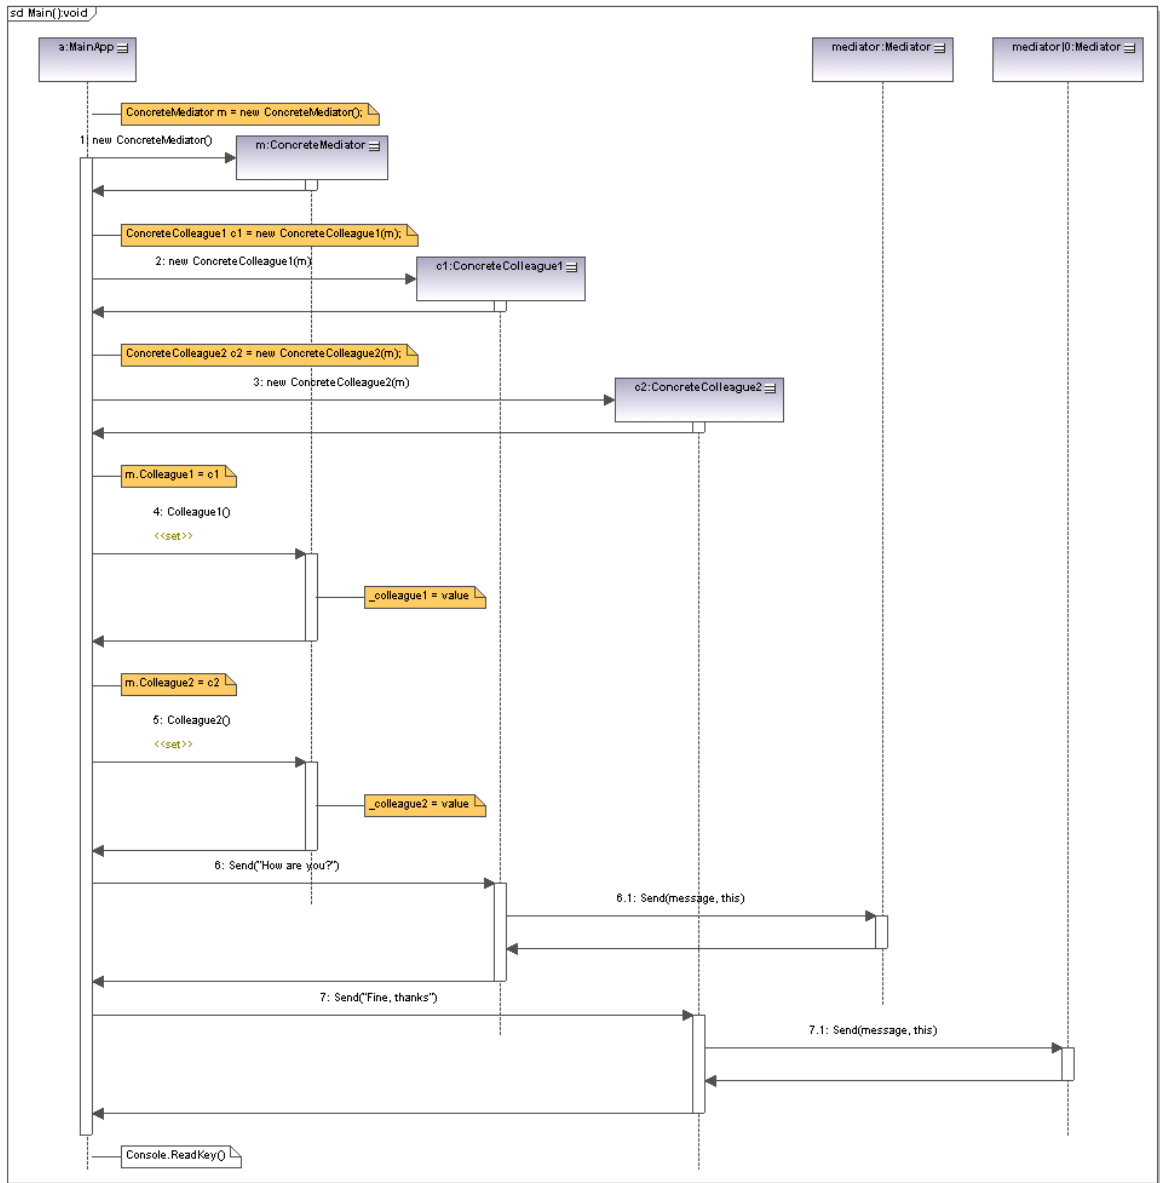 sd Main():void
a:MainApp
mediator:Mediator
mediator|0:Mediator
ConcreteMediator m = new ConcreteMediator();
1: new ConcreteMediator()
m:ConcreteMediator
ConcreteColleague1 c1 = new ConcreteColleague1(m);
2: new ConcreteColleague1(m)
c1:ConcreteColleague1
ConcreteColleague2 c2 = new ConcreteColleague2(m);
3: new ConcreteColleague2(m)
c2:ConcreteColleague2
m.Colleague1 = c1
4: Colleague1()
<<set>>
_colleague1 = value
m.Colleague2 = c2
5: Colleague2()
<<set>>
_colleague2 = value
6: Send("How are you?")
6.1: Send(message, this)
7: Send("Fine, thanks")
7.1: Send(message, this)
Console.ReadKey()